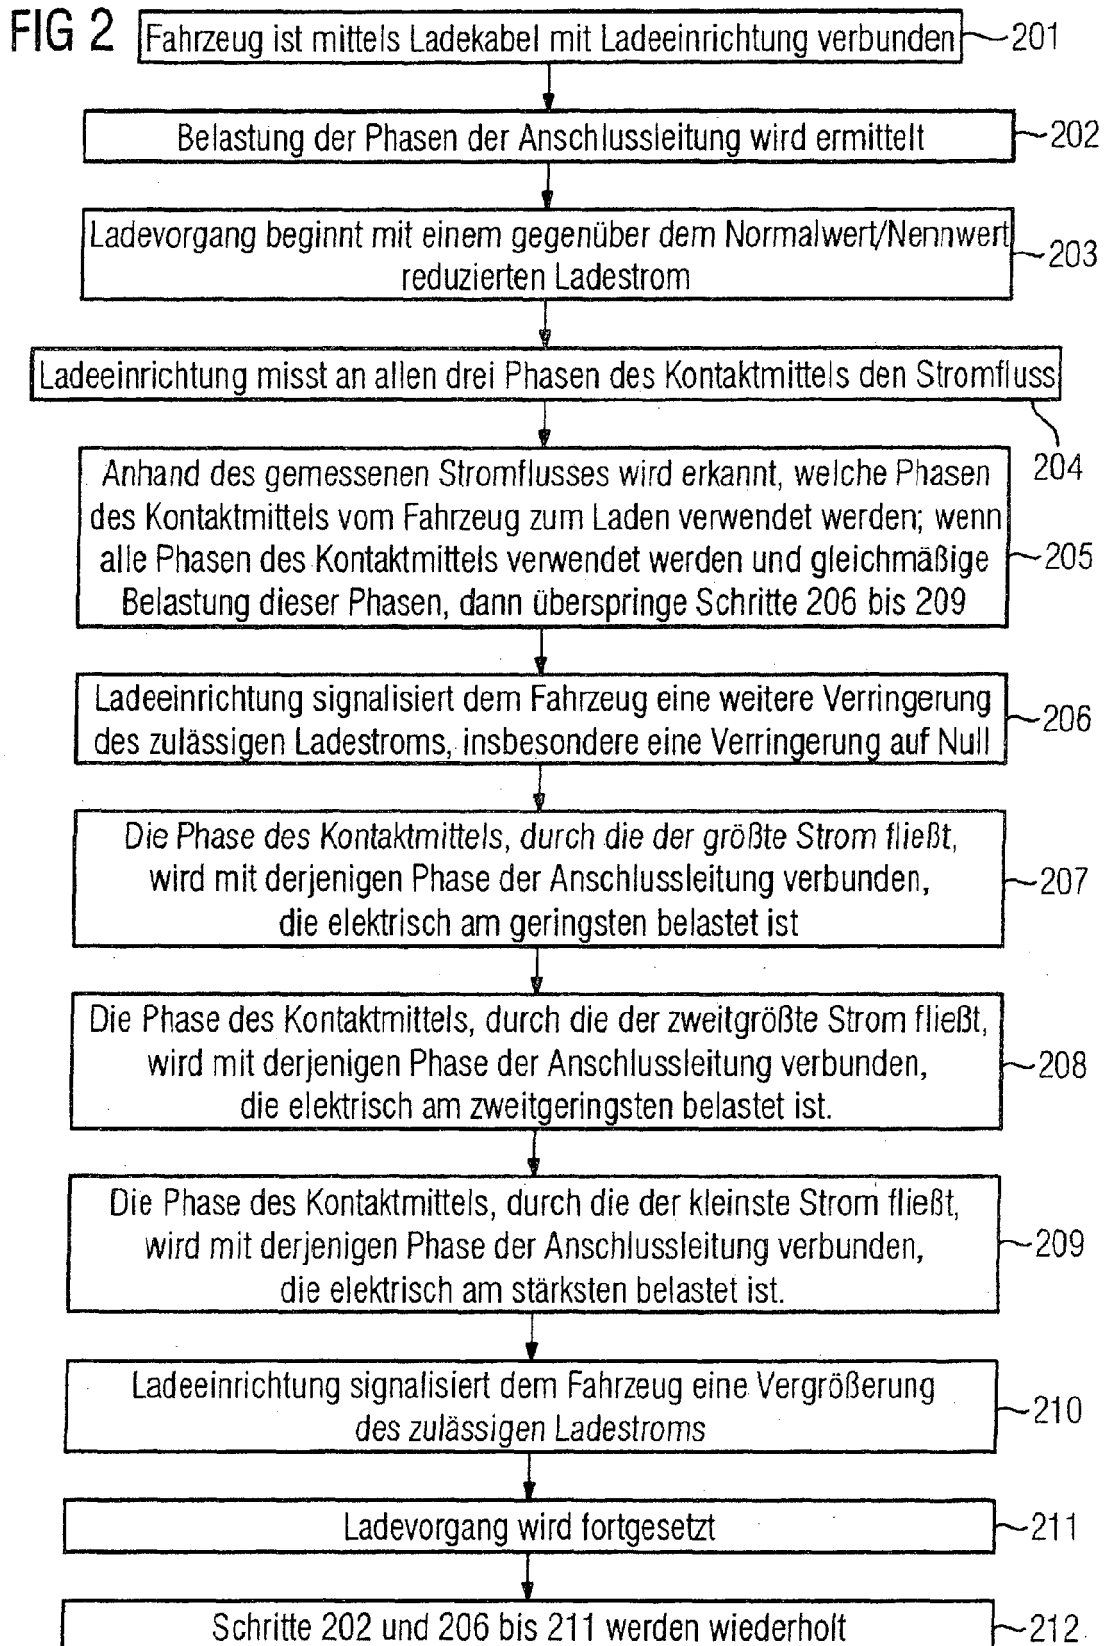 FIG 2
Fahrzeug ist mittels Ladekabel mit Ladeeinrichtung verbunden
201
Belastung der Phasen der Anschlussleitung wird ermittelt
202
Ladevorgang beginnt mit einem gegenüber dem Normalwert/Nennwert
reduzierten Ladestrom
203
Ladeeinrichtung misst an allen drei Phasen des Kontaktmittels den Stromfluss
204
Anhand des gemessenen Stromflusses wird erkannt, welche Phasen
des Kontaktmittels vom Fahrzeug zum Laden verwendet werden; wenn
alle Phasen des Kontaktmittels verwendet werden und gleichmäßige
Belastung dieser Phasen, dann überspringe Schritte 206 bis 209
205
Ladeeinrichtung signalisiert dem Fahrzeug eine weitere Verringerung
des zulässigen Ladestroms, insbesondere eine Verringerung auf Null
206
Die Phase des Kontaktmittels, durch die der größte Strom fließt,
wird mit derjenigen Phase der Anschlussleitung verbunden,
die elektrisch am geringsten belastet ist
207
Die Phase des Kontaktmittels, durch die der zweitgrößte Strom fließt,
wird mit derjenigen Phase der Anschlussleitung verbunden,
die elektrisch am zweitgeringsten belastet ist.
208
Die Phase des Kontaktmittels, durch die der kleinste Strom fließt,
wird mit derjenigen Phase der Anschlussleitung verbunden,
die elektrisch am stärksten belastet ist.
209
Ladeeinrichtung signalisiert dem Fahrzeug eine Vergrößerung
des zulässigen Ladestroms
210
Ladevorgang wird fortgesetzt
211
Schritte 202 und 206 bis 211 werden wiederholt
212